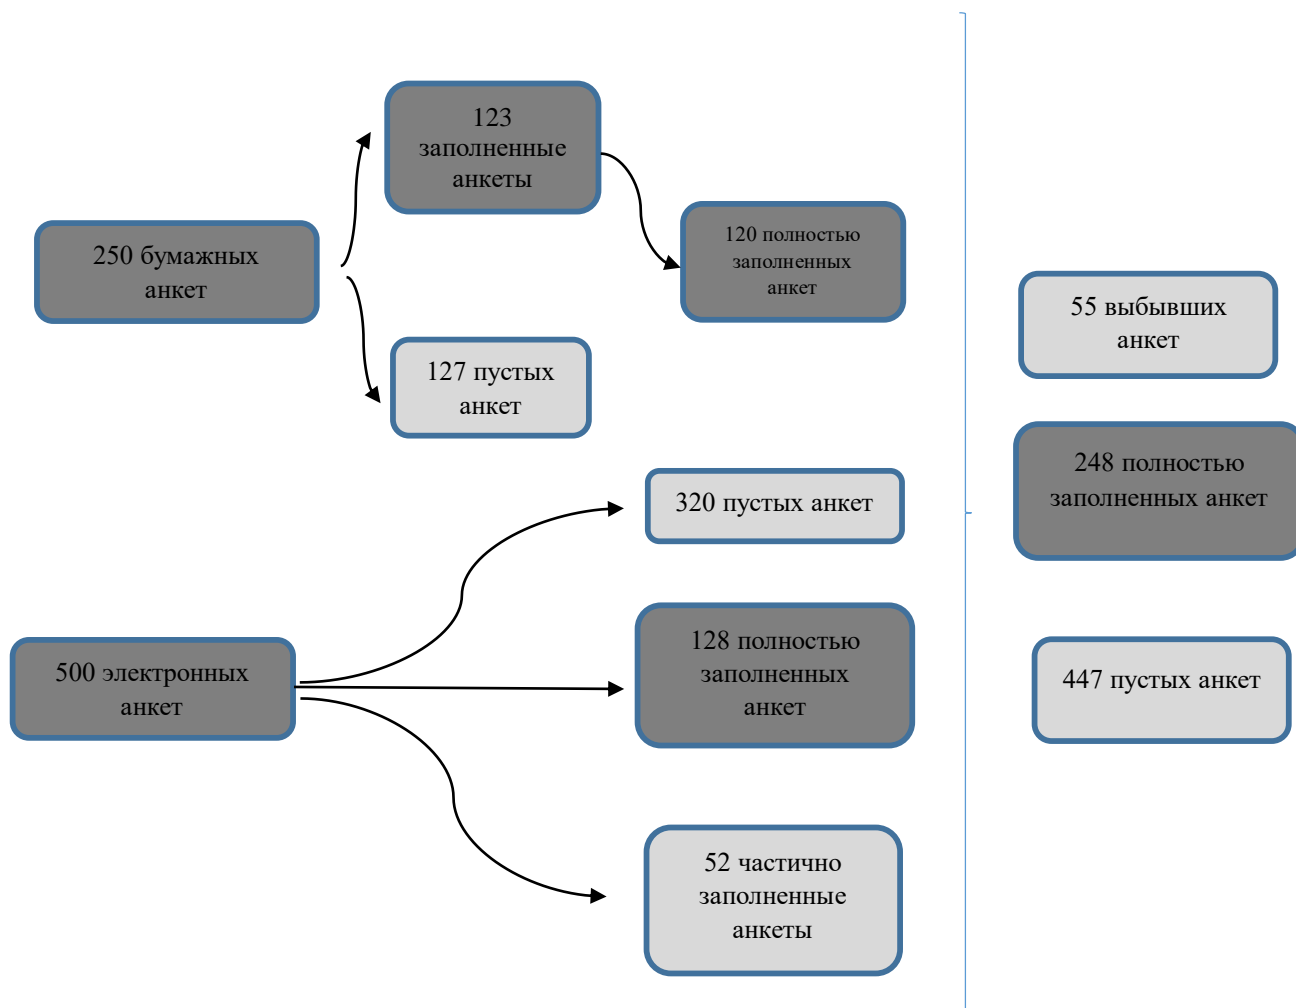 123
заполненные
анкеты
250 бумажных
анкет
120 полностью
заполненных
анкет
127 пустых
анкет
320 пустых анкет
500 электронных
анкет
128 полностью
заполненных
анкет
52 частично
заполненные
анкеты
55 выбывших
анкет
248 полностью
заполненных анкет
447 пустых анкет